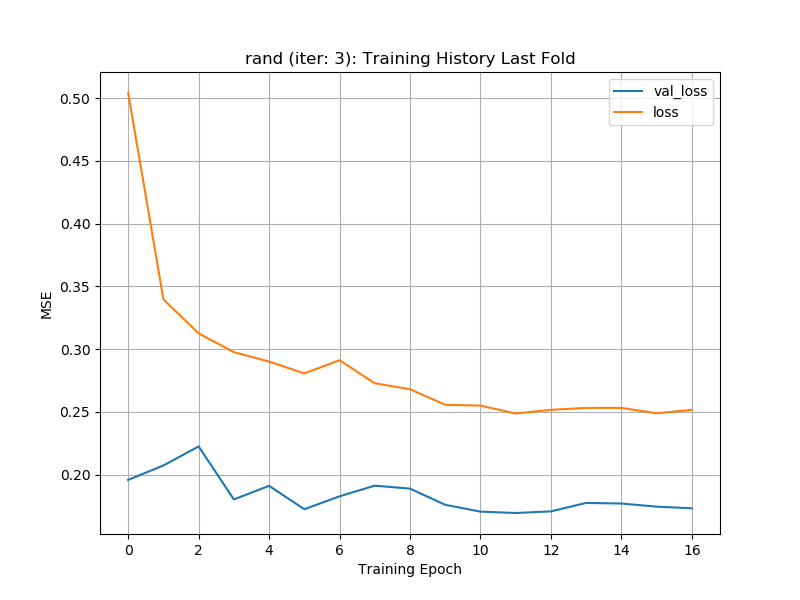 rand (iter: 3): Training History Last Fold
val_loss
loss
MSE
0.50
0.45
0.40
0.35
0.30
0.25
0.20
0 2 4 6 8 10 12 14 16
Training Epoch